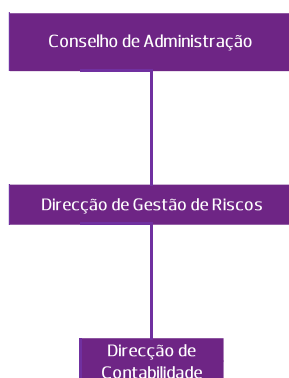 Conselho de Administração
Direcção de Gestão de Riscos
Direcção de
Contabilidade